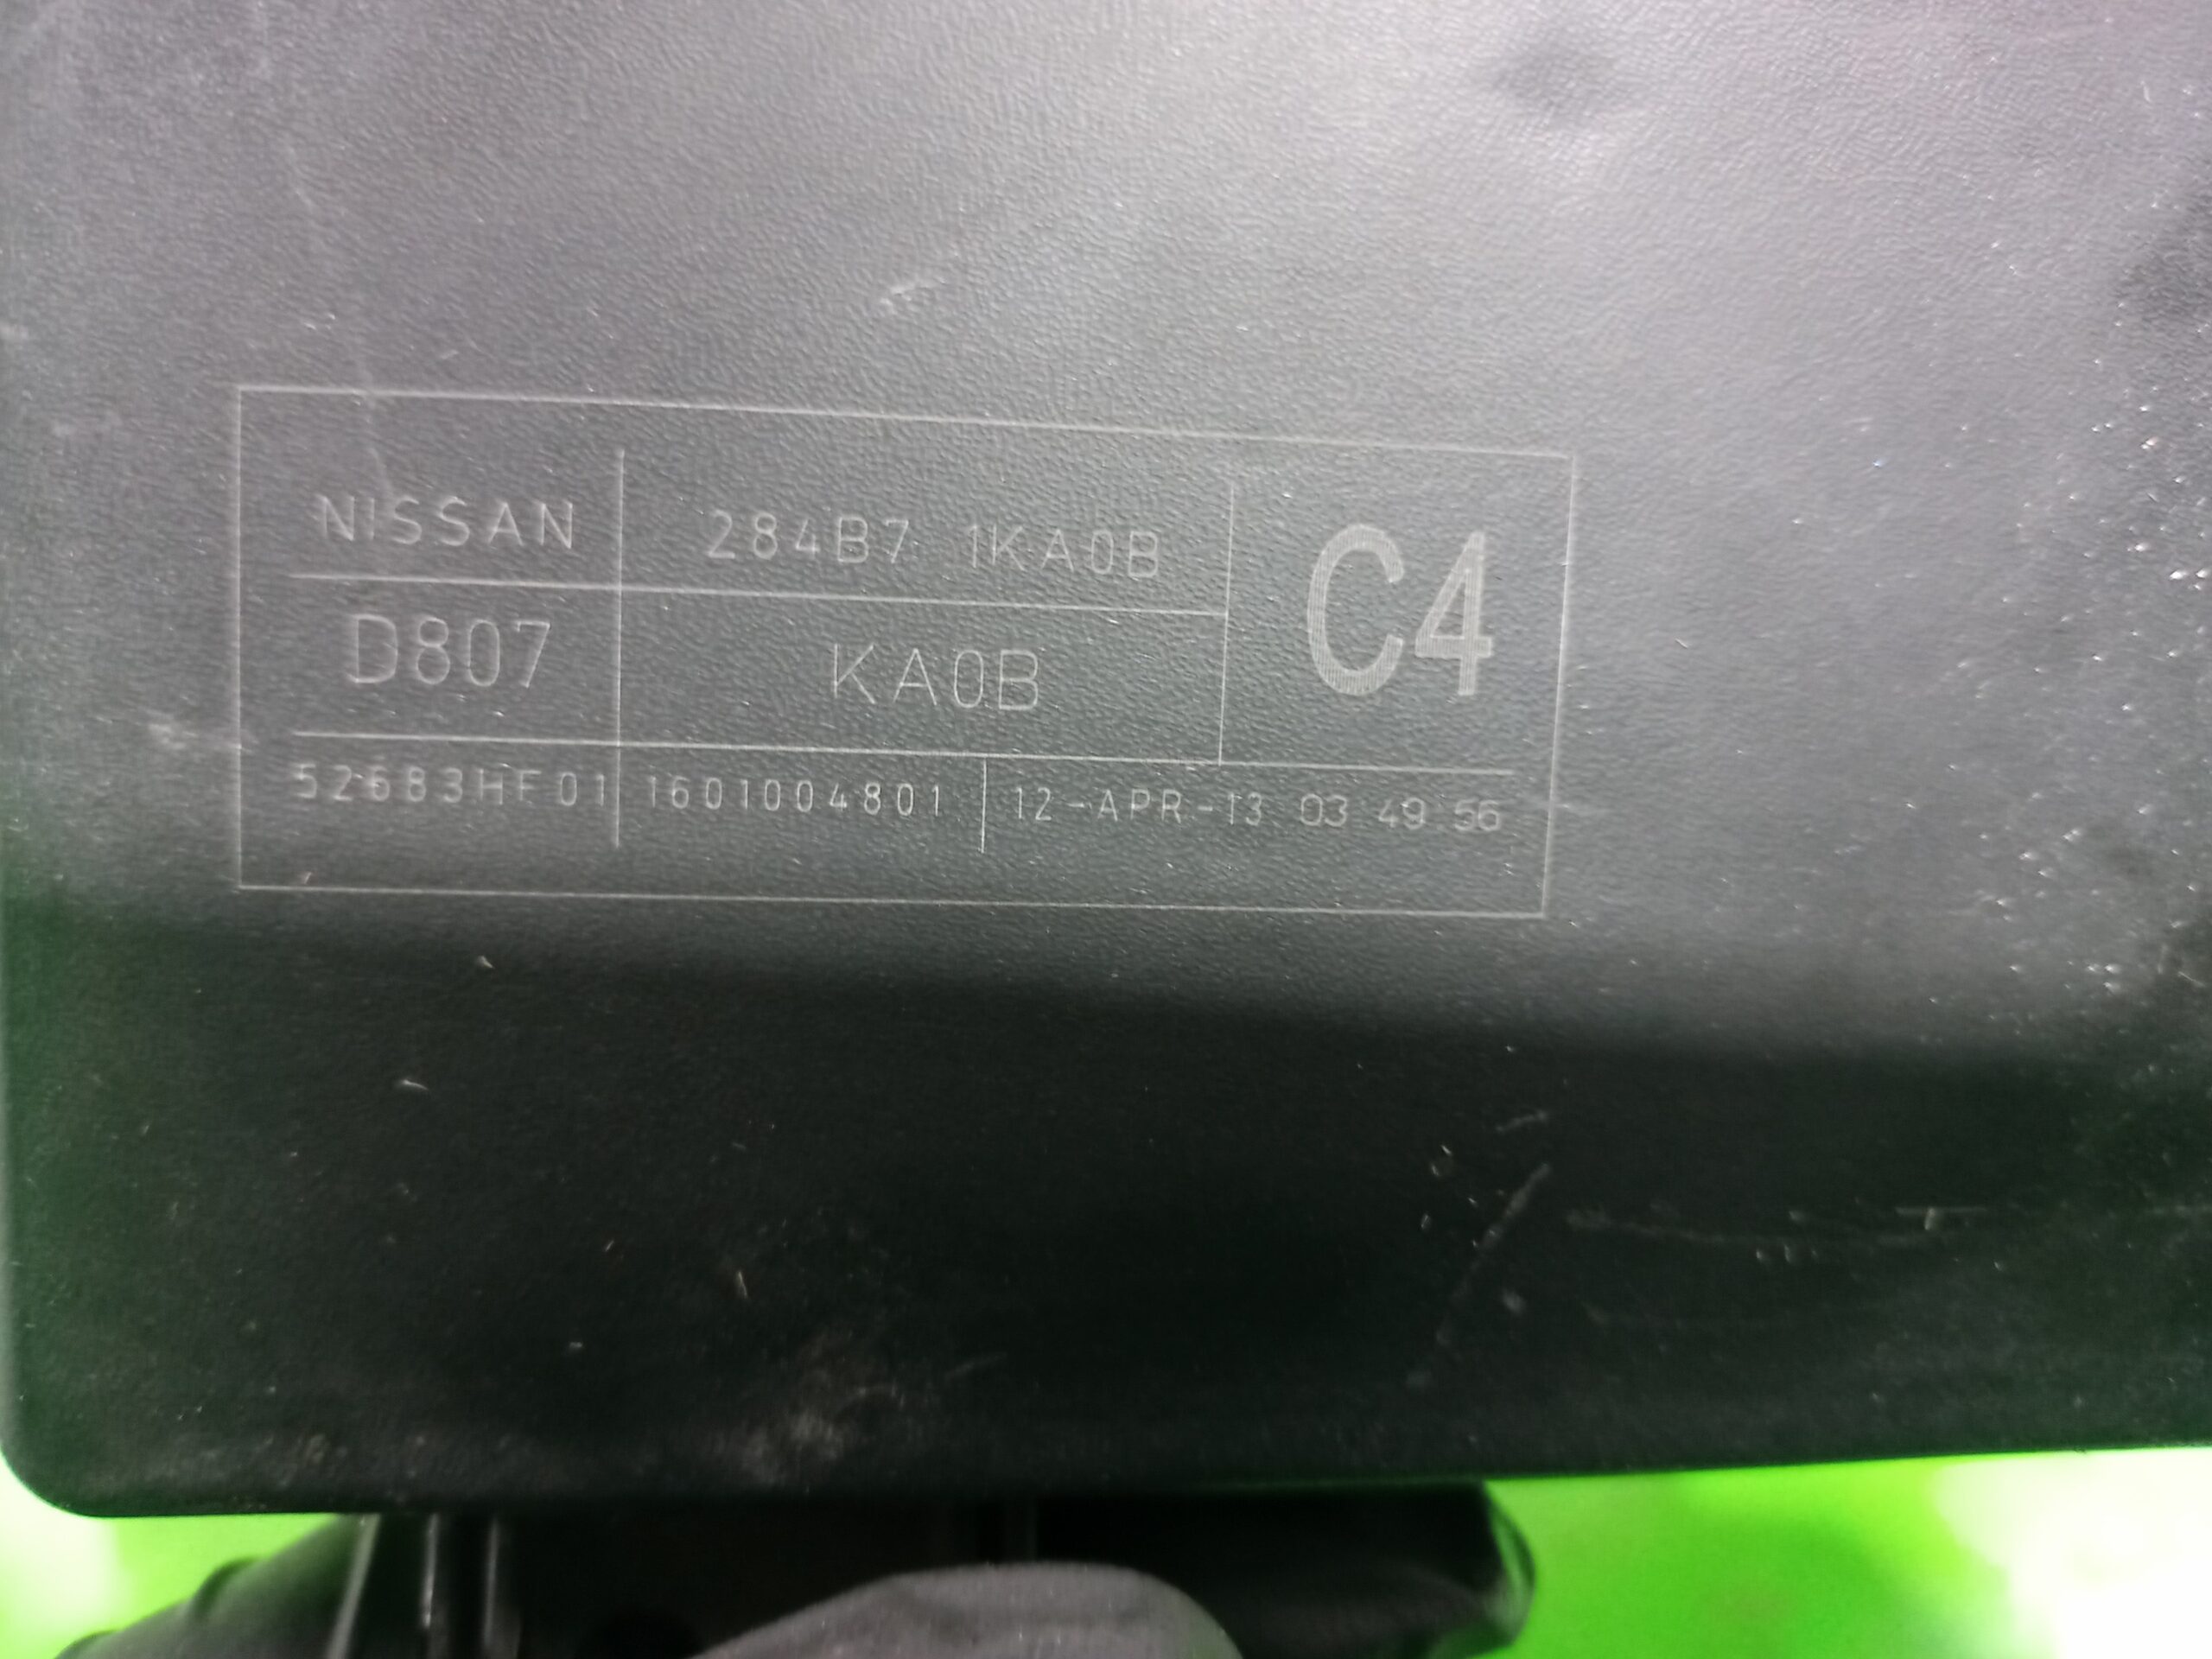 NISSAN 284B7 1KA0B C4
D807 KA0B
52683HF01 1601004801 12-APR-13 03 49 56